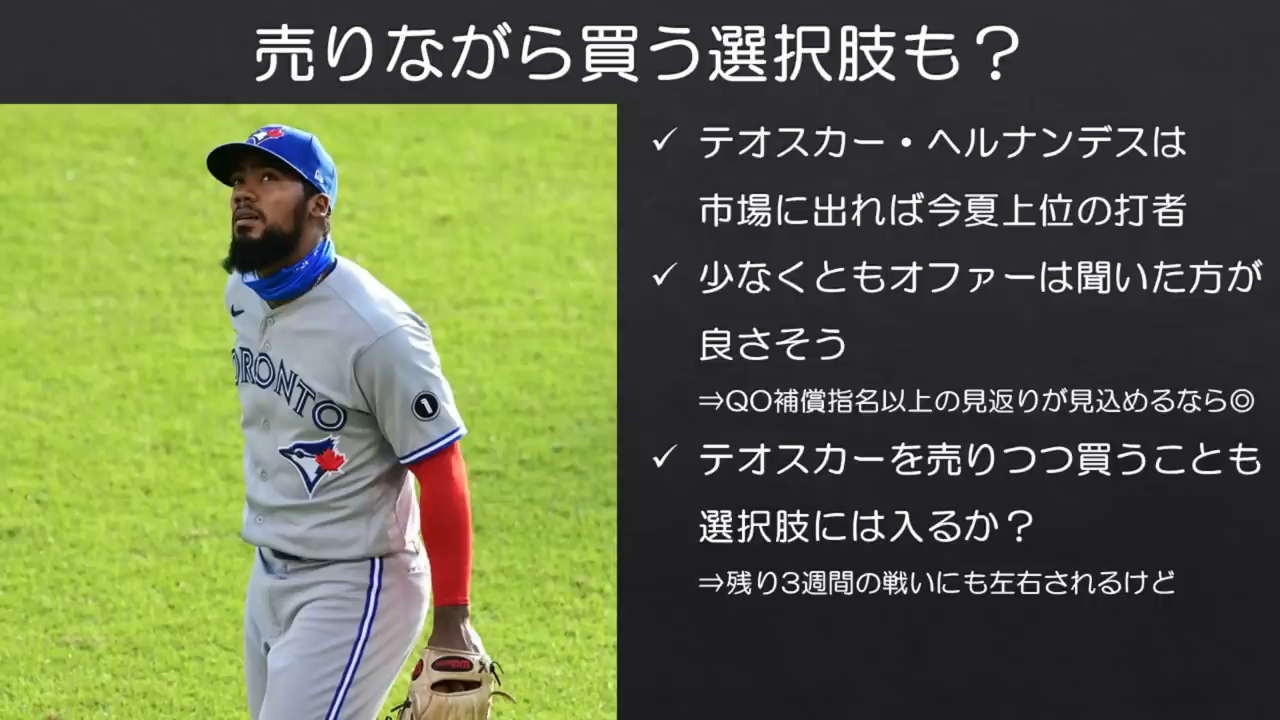 売りながら買う選択肢も？
✓ テオスカー・ヘルナンデスは
市場に出れば今夏上位の打者
✓ 少なくともオファーは聞いた方が
良さそう
⇒QO補償指名以上の見返りが見込めるなら◎
✓ テオスカーを売りつつ買うことも
選択肢には入るか？
⇒残り3週間の戦いにも左右されるけど
ORONTO
1